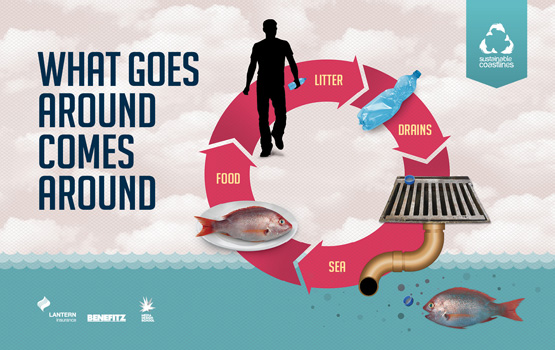 WHAT GOES
AROUND
COMES
AROUND
LITTER
DRAINS
SEA
FOOD
sustainable
coastlines
LANTERN
BENEFITZ